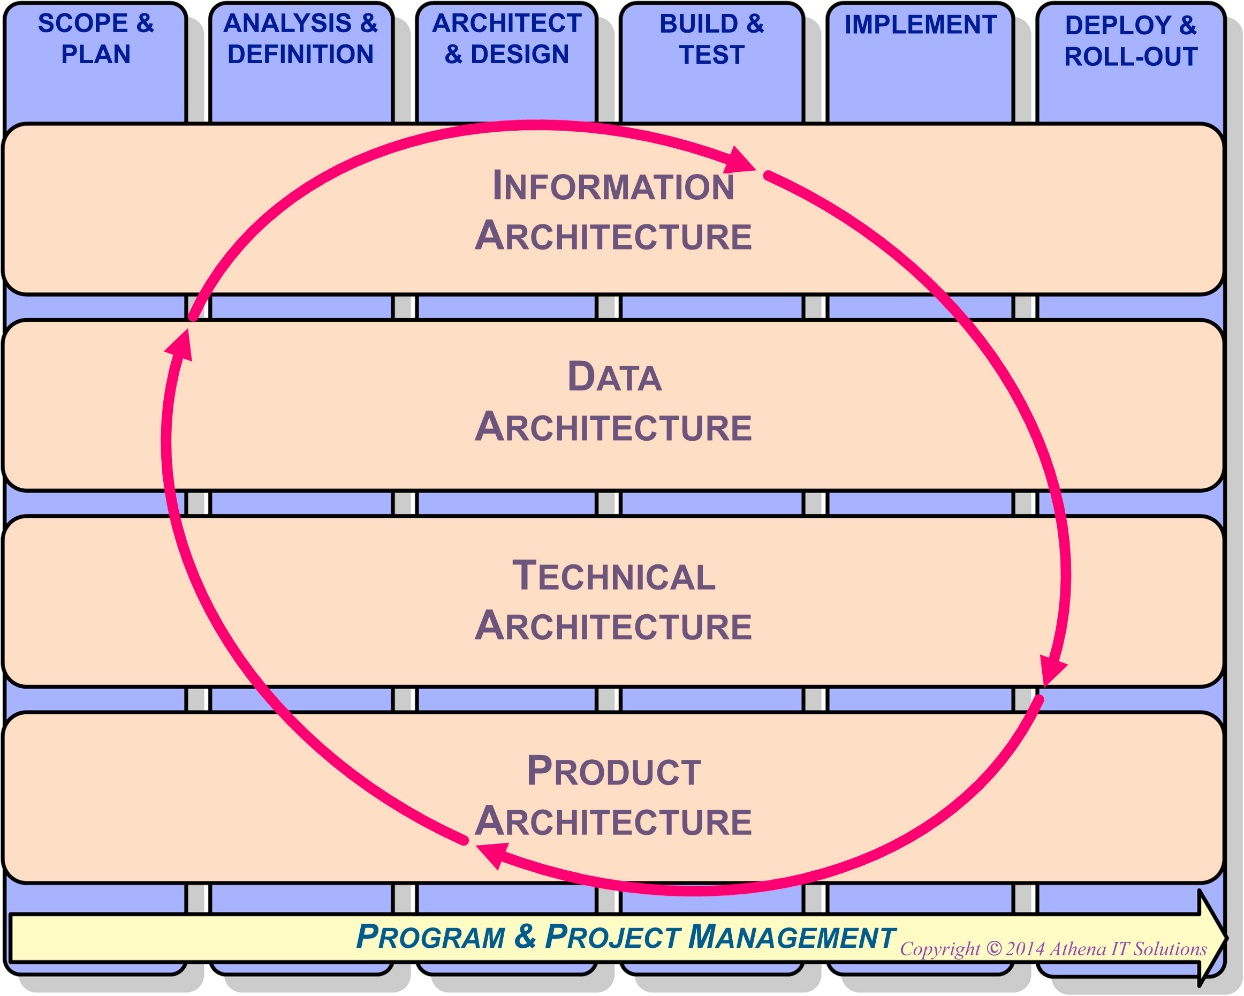 SCOPE &
PLAN
ANALYSIS &
DEFINITION
ARCHITECT
& DESIGN
BUILD &
TEST
IMPLEMENT
DEPLOY &
ROLL-OUT
INFORMATION
ARCHITECTURE
DATA
ARCHITECTURE
TECHNICAL
ARCHITECTURE
PRODUCT
ARCHITECTURE
PROGRAM & PROJECT MANAGEMENT
Copyright © 2014 Athena IT Solutions